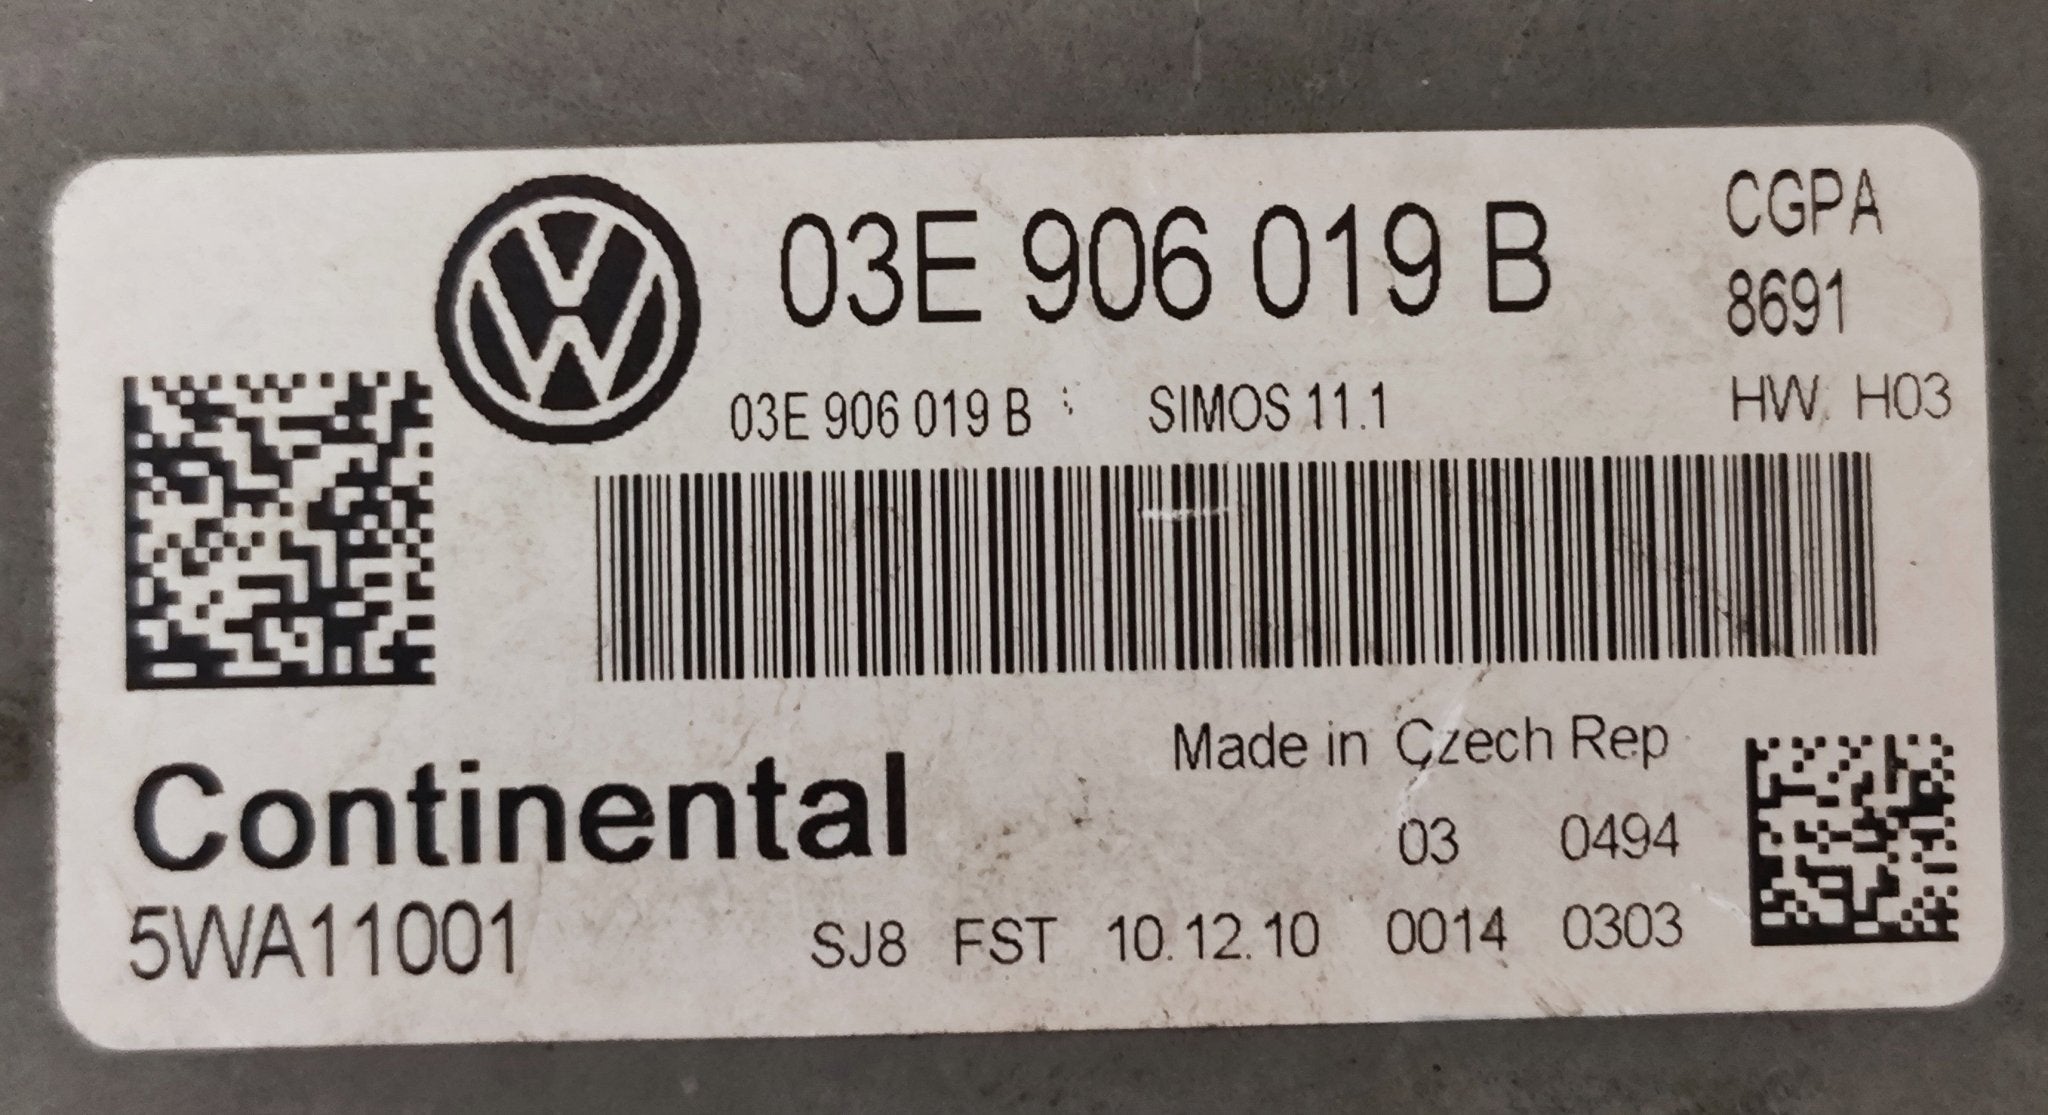 03E 906 019 B
CGPA
8691
03E 906 019 B SIMOS 11.1
HW H03
Made in Czech Rep
Continental
03 0494
5WA11001 SJ8 FST 10.12.10 0014 0303